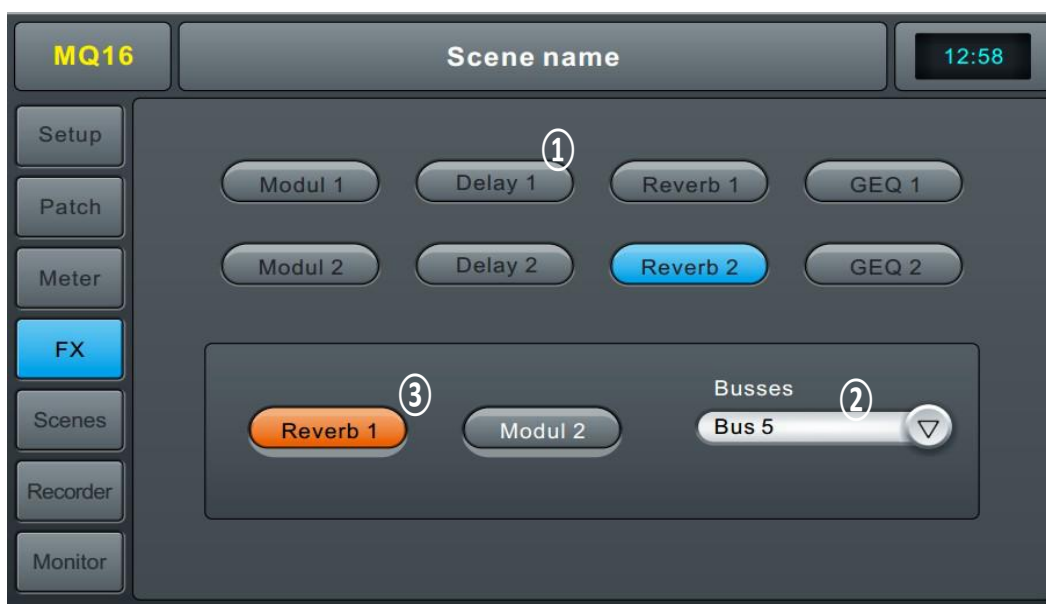 MQ16
Scene name
12:58
Setup
Patch
Meter
FX
Scenes
Recorder
Monitor
①
Modul 1
Delay 1
Reverb 1
GEQ 1
Modul 2
Delay 2
Reverb 2
GEQ 2
③
Reverb 1
Modul 2
Busses
②
Bus 5